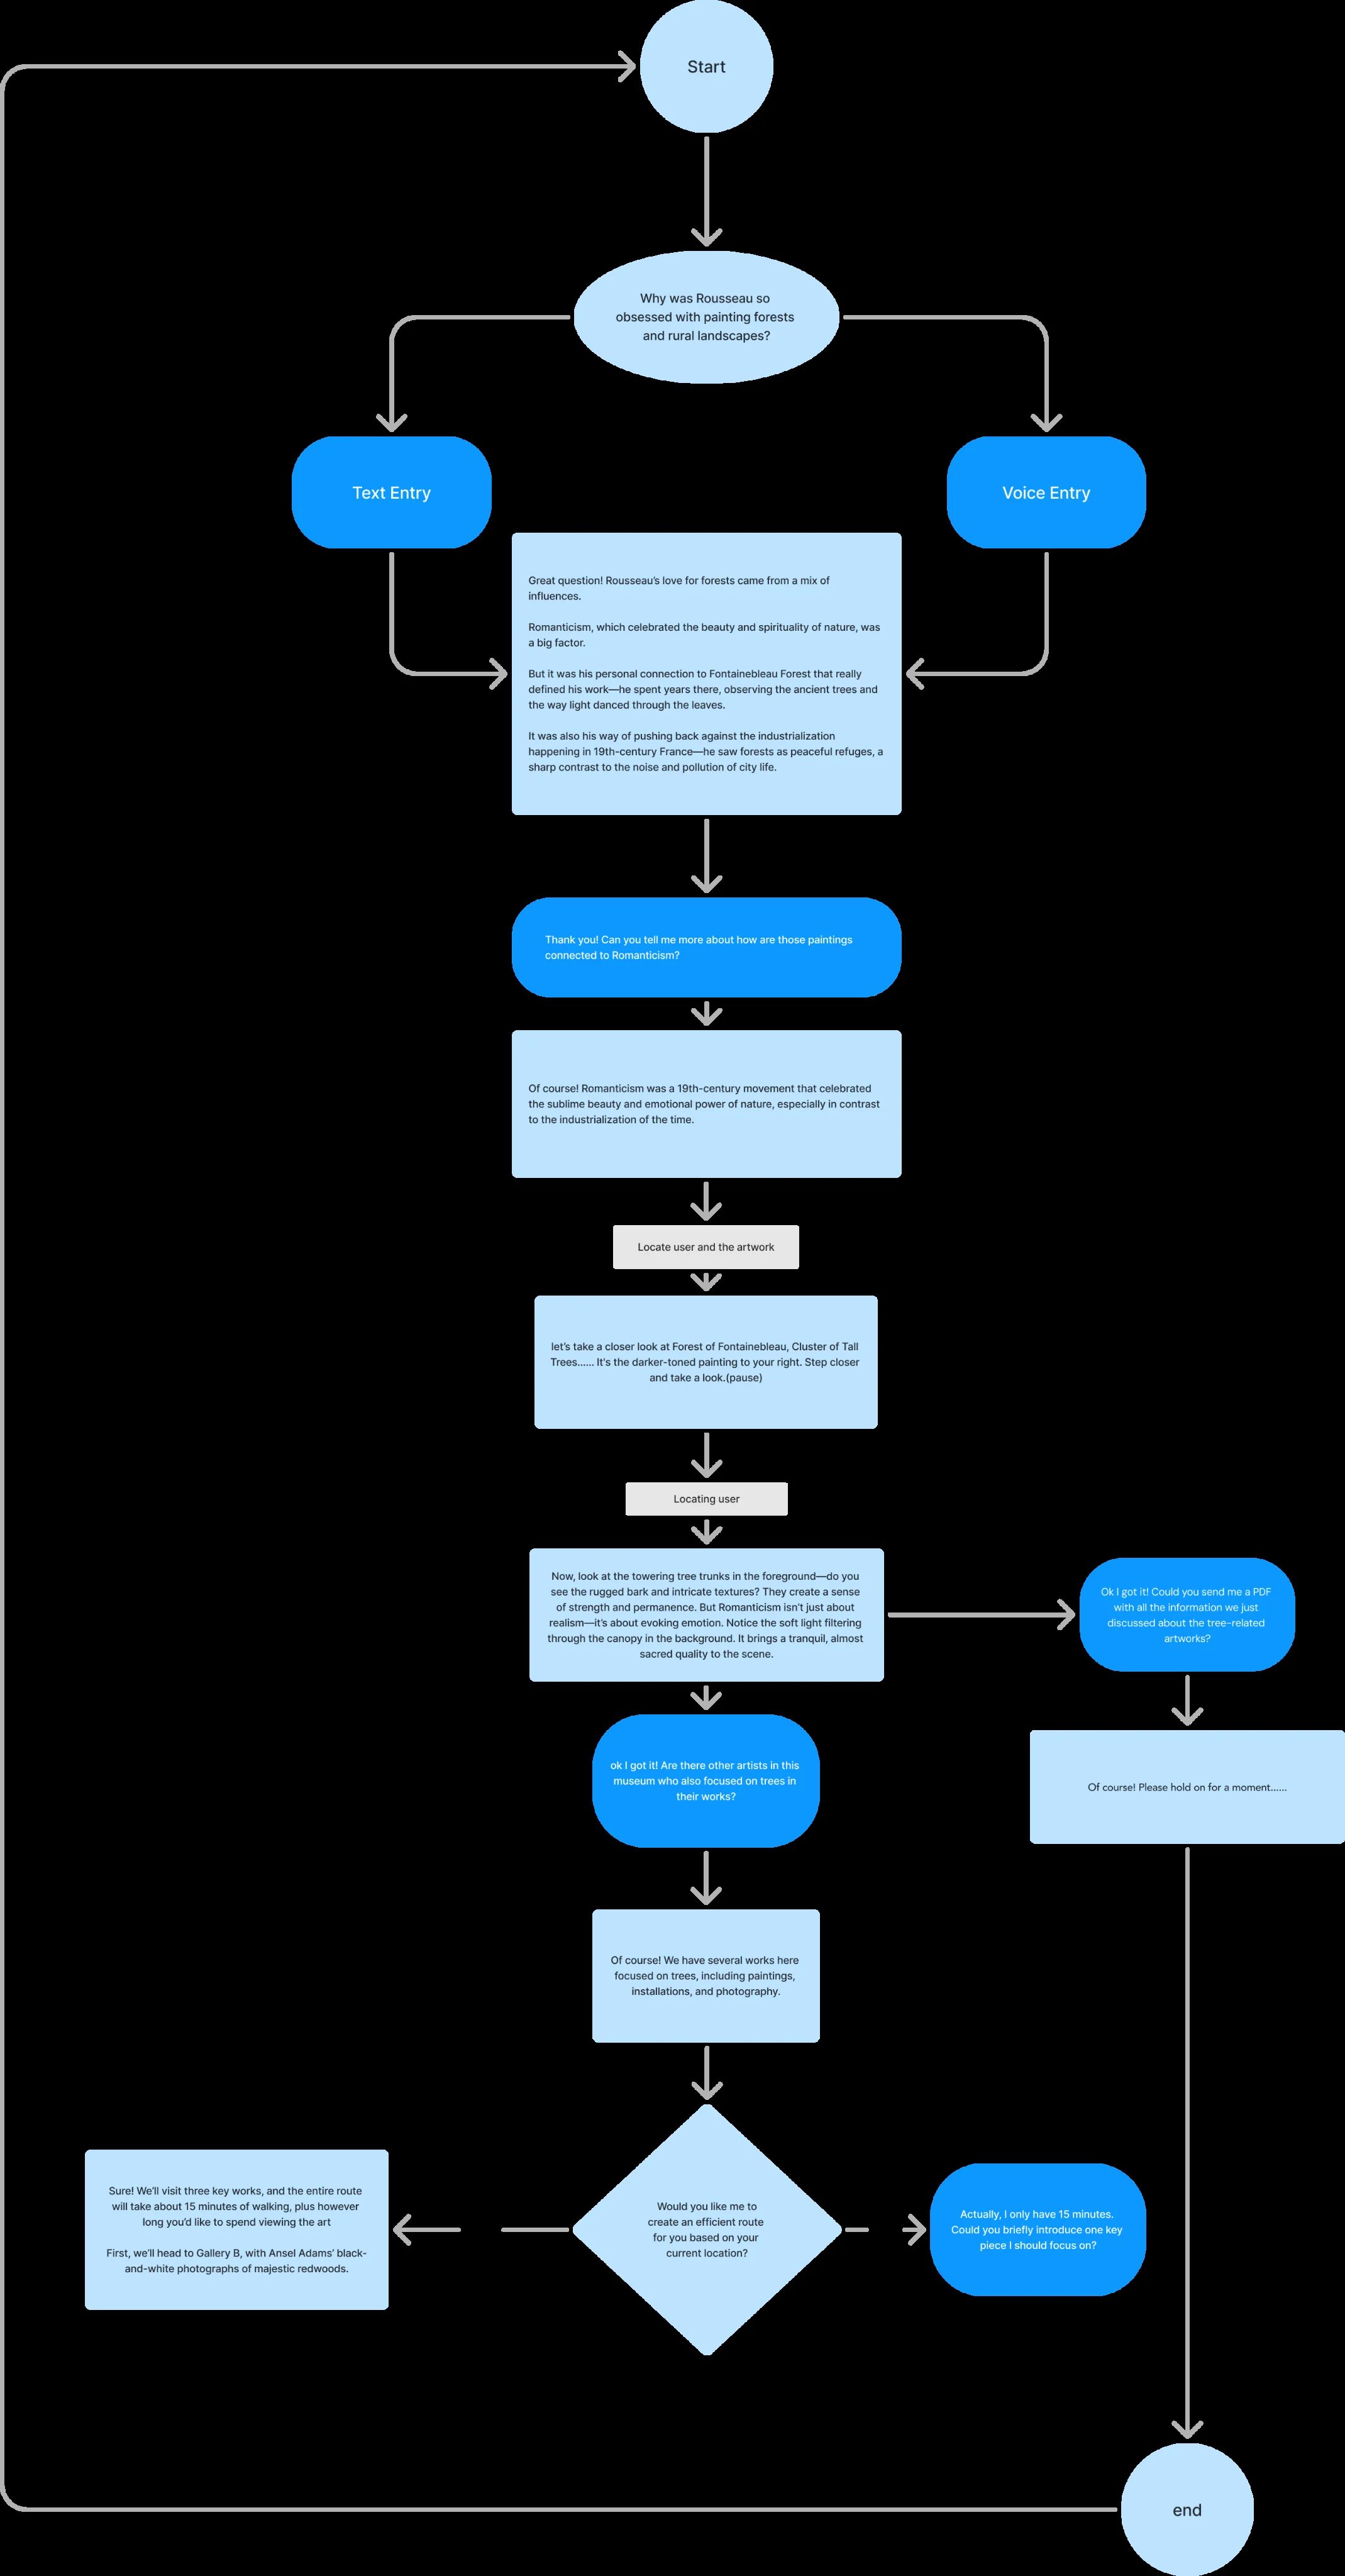 Start
Why was Rousseau so
obsessed with painting forests
and rural landscapes?
Text Entry
Voice Entry
Great question! Rousseau's love for forests came from a mix of
influences.
Romanticism, which celebrated the beauty and spirituality of nature, was
a big factor.
But it was his personal connection to Fontainebleau Forest that really
defined his work—he spent years there, observing the ancient trees and
the way light danced through the leaves.
It was also his way of pushing back against the industrialization
happening in 19th-century France—he saw forests as peaceful refuges, a
sharp contrast to the noise and pollution of city life.
Thank you! Can you tell me more about how are those paintings
connected to Romanticism?
Of course! Romanticism was a 19th-century movement that celebrated
the sublime beauty and emotional power of nature, especially in contrast
to the industrialization of the time.
Locate user and the artwork
let's take a closer look at Forest of Fontainebleau, Cluster of Tall
Trees...... It's the darker-toned painting to your right. Step closer
and take a look.(pause)
Locating user
Now, look at the towering tree trunks in the foreground—do you
see the rugged bark and intricate textures? They create a sense
of strength and permanence. But Romanticism isn't just about
realism—it's about evoking emotion. Notice the soft light filtering
through the canopy in the background. It brings a tranquil, almost
sacred quality to the scene.
Ok I got it! Could you send me a PDF
with all the information we just
discussed about the tree-related
artworks?
ok I got it! Are there other artists in this
museum who also focused on trees in
their works?
Of course! Please hold on for a moment......
Of course! We have several works here
focused on trees, including paintings,
installations, and photography.
Would you like me to
create an efficient route
for you based on your
current location?
Sure! We'll visit three key works, and the entire route
will take about 15 minutes of walking, plus however
long you'd like to spend viewing the art
First, we'll head to Gallery B, with Ansel Adams' black-
and-white photographs of majestic redwoods.
Actually, I only have 15 minutes.
Could you briefly introduce one key
piece I should focus on?
end